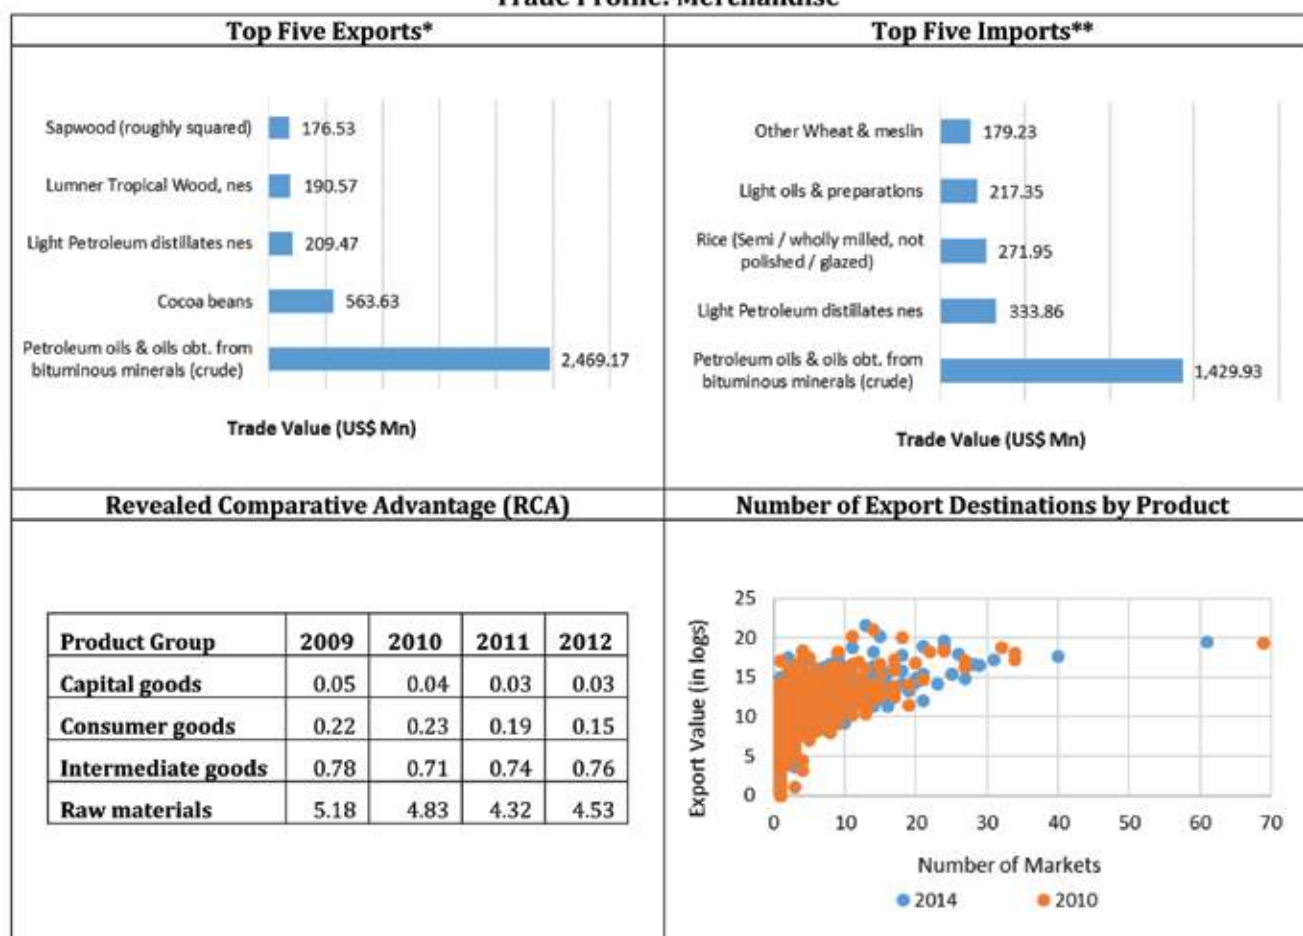 Trade Profile: Merchandise
Top Five Exports*
Sapwood (roughly squared)
176.53
Lumner Tropical Wood, nes
190.57
Light Petroleum distillates nes
209.47
Cocoa beans
563.63
Petroleum oils & oils obt. from
bituminous minerals (crude)
2,469.17
Trade Value (US$ Mn)
Top Five Imports**
Other Wheat & meslin
179.23
Light oils & preparations
217.35
Rice (Semi / wholly milled, not
polished / glazed)
271.95
Light Petroleum distillates nes
333.86
Petroleum oils & oils obt. from
bituminous minerals (crude)
1,429.93
Trade Value (US$ Mn)
Revealed Comparative Advantage (RCA)
Product Group 2009 2010 2011 2012
Capital goods 0.05 0.04 0.03 0.03
Consumer goods 0.22 0.23 0.19 0.15
Intermediate goods 0.78 0.71 0.74 0.76
Raw materials 5.18 4.83 4.32 4.53
Number of Export Destinations by Product
Export Value (in logs)
25
20
15
10
5
0
0 10 20 30 40 50 60 70
Number of Markets
2014 2010